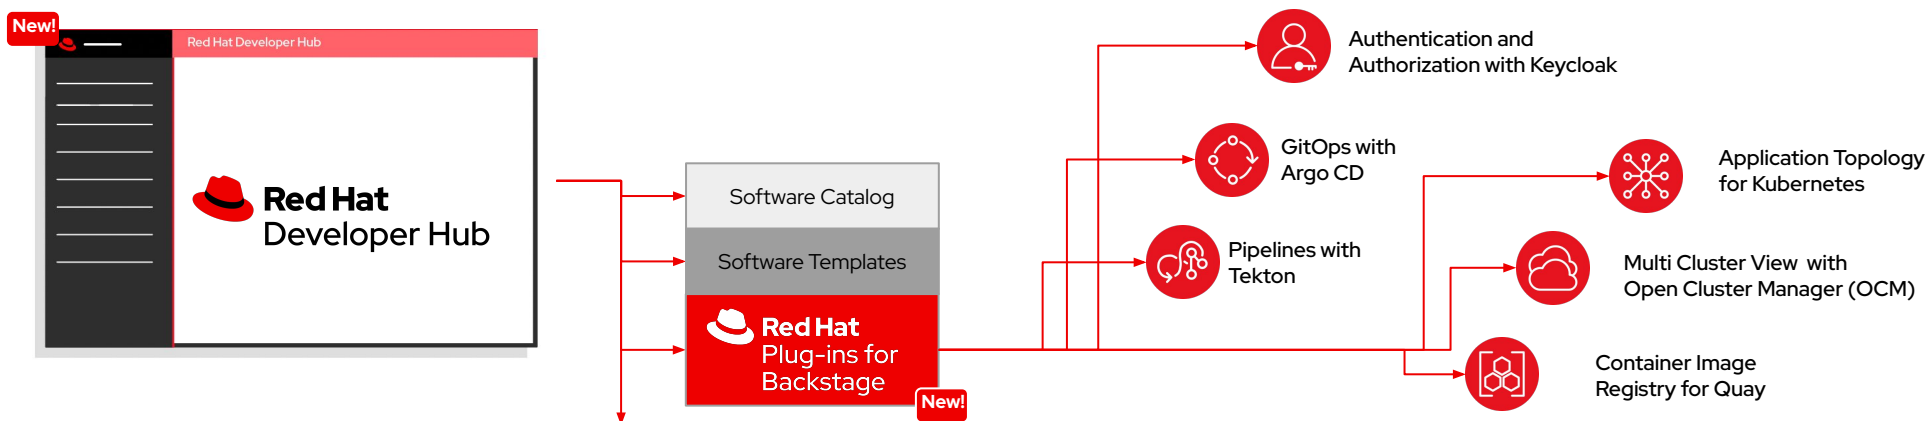 New!
Red Hat Developer Hub
Red Hat
Developer Hub
Software Catalog
Software Templates
Red Hat
Plug-ins for
Backstage
New!
Authentication and
Authorization with Keycloak
GitOps with
Argo CD
Pipelines with
Tekton
Application Topology
for Kubernetes
Multi Cluster View with
Open Cluster Manager (OCM)
Container Image
Registry for Quay